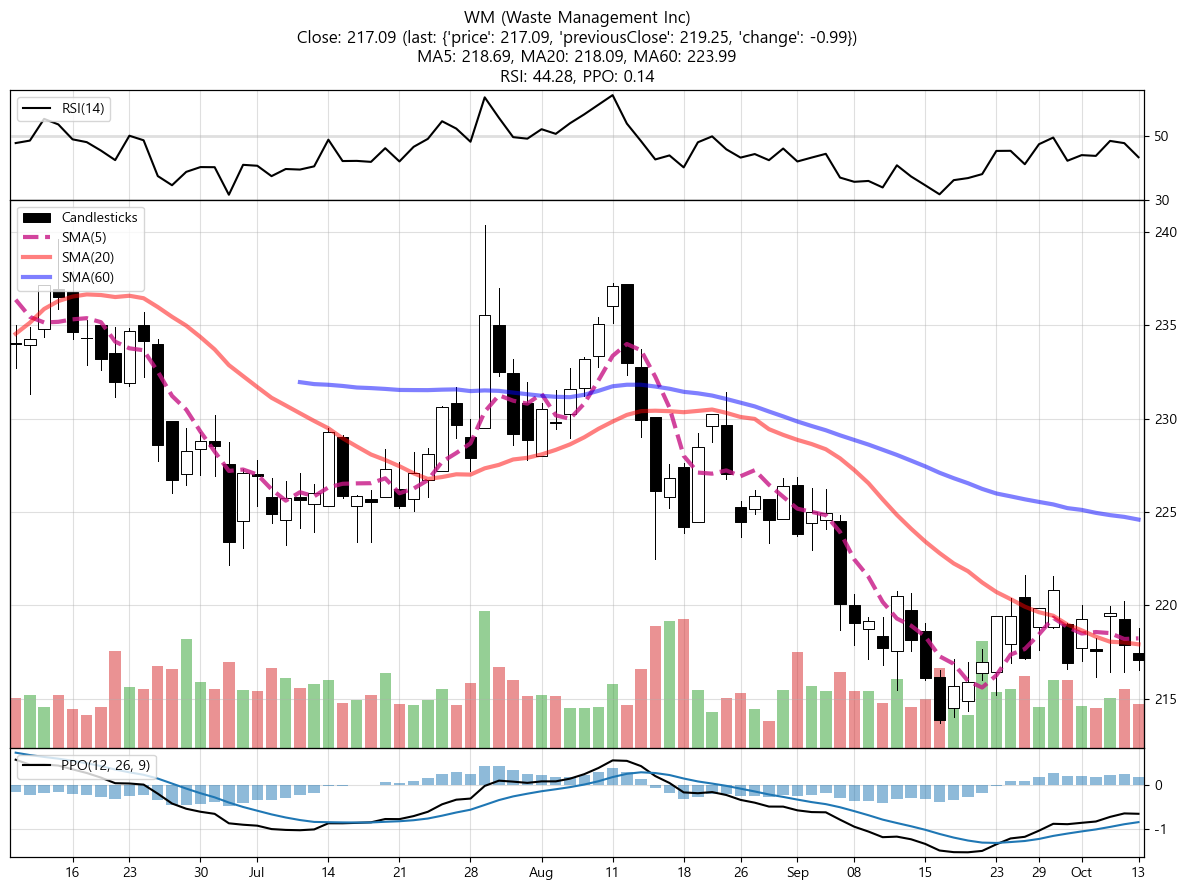 WM (Waste Management Inc)
Close: 217.09 (last: {'price': 217.09, 'previousClose': 219.25, 'change': -0.99})
MA5: 218.69, MA20: 218.09, MA60: 223.99
RSI: 44.28, PPO: 0.14
RSI(14)
50
30
Candlesticks
SMA(5)
SMA(20)
SMA(60)
240
235
230
225
220
215
PPO(12, 26, 9)
0
-1
16 23 30 Jul 14 21 28 Aug 11 18 26 Sep 08 15 23 29 Oct 13